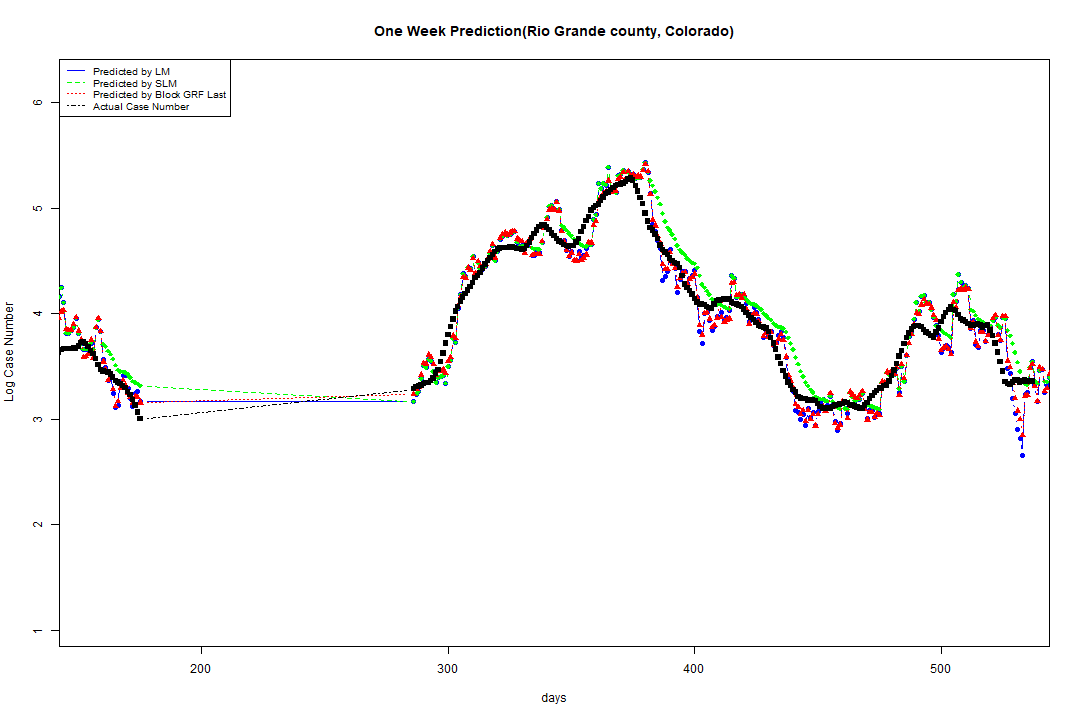 One Week Prediction(Rio Grande county, Colorado)
Predicted by LM
Predicted by SLM
Predicted by Block GRF Last
Actual Case Number
Log Case Number
6
5
4
3
2
1
200 300 400 500
days